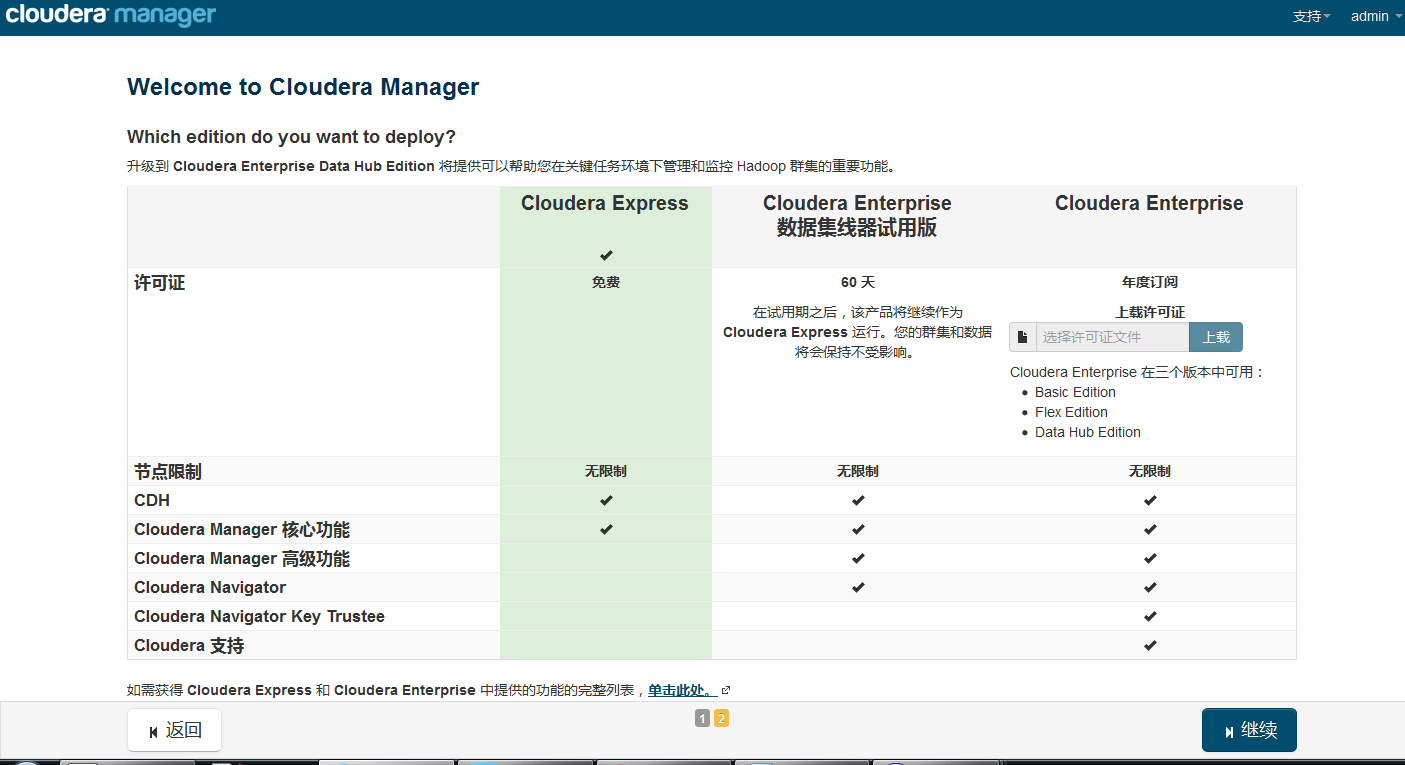 cloudera manager
支持 admin
Welcome to Cloudera Manager
Which edition do you want to deploy?
升级到 Cloudera Enterprise Data Hub Edition 将提供可以帮助您在关键任务环境下管理和监控 Hadoop 群集的重要功能。
Cloudera Express
Cloudera Enterprise
数据集线器试用版
Cloudera Enterprise
许可证
免费
60 天
在试用期之后，该产品将继续作为
Cloudera Express 运行。您的群集和数据
将会保持不受影响。
年度订阅
上载许可证
选择许可证文件 上载
Cloudera Enterprise 在三个版本中可用：
Basic Edition
Flex Edition
Data Hub Edition
节点限制 无限制 无限制 无限制
CDH
Cloudera Manager 核心功能
Cloudera Manager 高级功能
Cloudera Navigator
Cloudera Navigator Key Trustee
Cloudera 支持
如需获得 Cloudera Express 和 Cloudera Enterprise 中提供的功能的完整列表，单击此处。
返回 1 2 继续